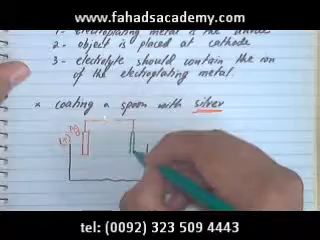 www.fahadsacademy.com
1 - electroplating metal is the anode
2 - object is placed at cathode
3 - electrolyte should contain the ion
of the electroplating metal.
* coating a spoon with silver
(+) Ag
tel: (0092) 323 509 4443